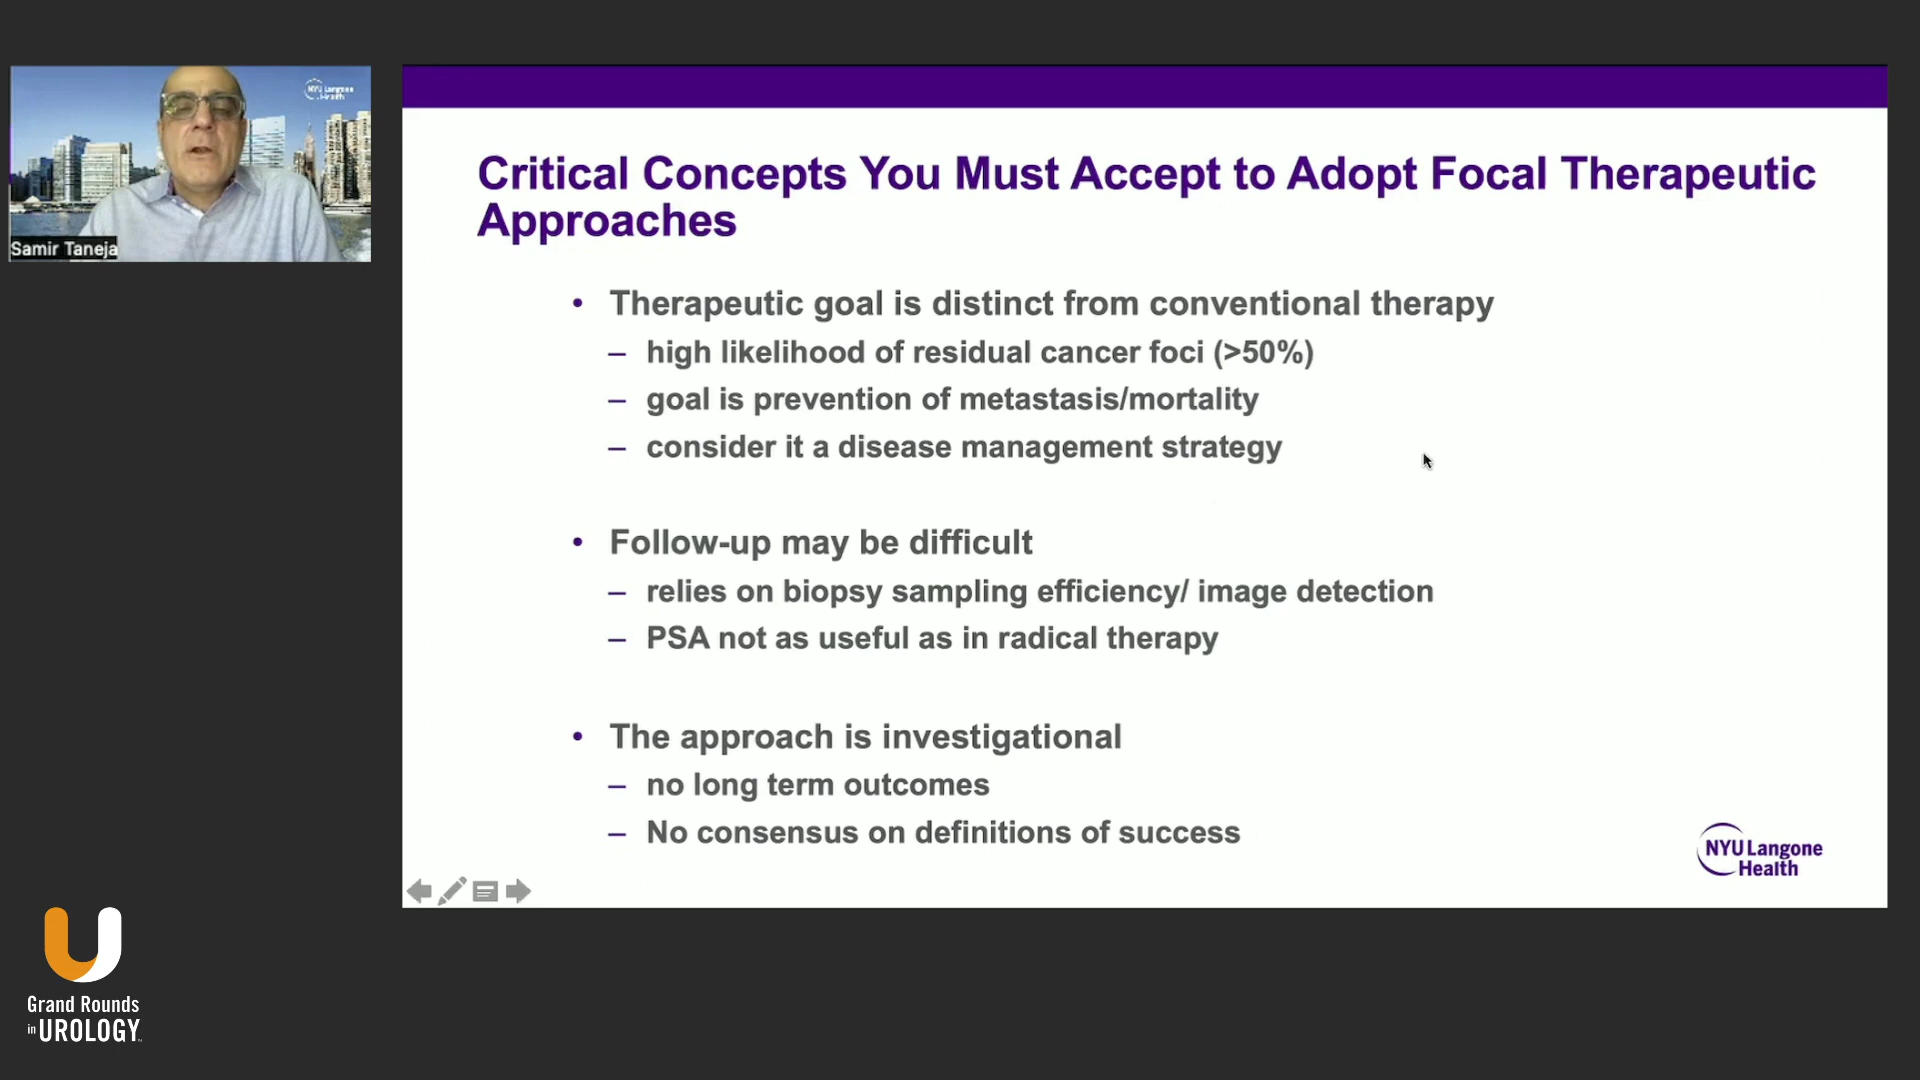 NYU Langone
Health
Samir Taneja
Critical Concepts You Must Accept to Adopt Focal Therapeutic
Approaches
• Therapeutic goal is distinct from conventional therapy
– high likelihood of residual cancer foci (>50%)
– goal is prevention of metastasis/mortality
– consider it a disease management strategy
• Follow-up may be difficult
– relies on biopsy sampling efficiency/ image detection
– PSA not as useful as in radical therapy
• The approach is investigational
– no long term outcomes
– No consensus on definitions of success
NYU Langone
Health
Grand Rounds
in UROLOGY